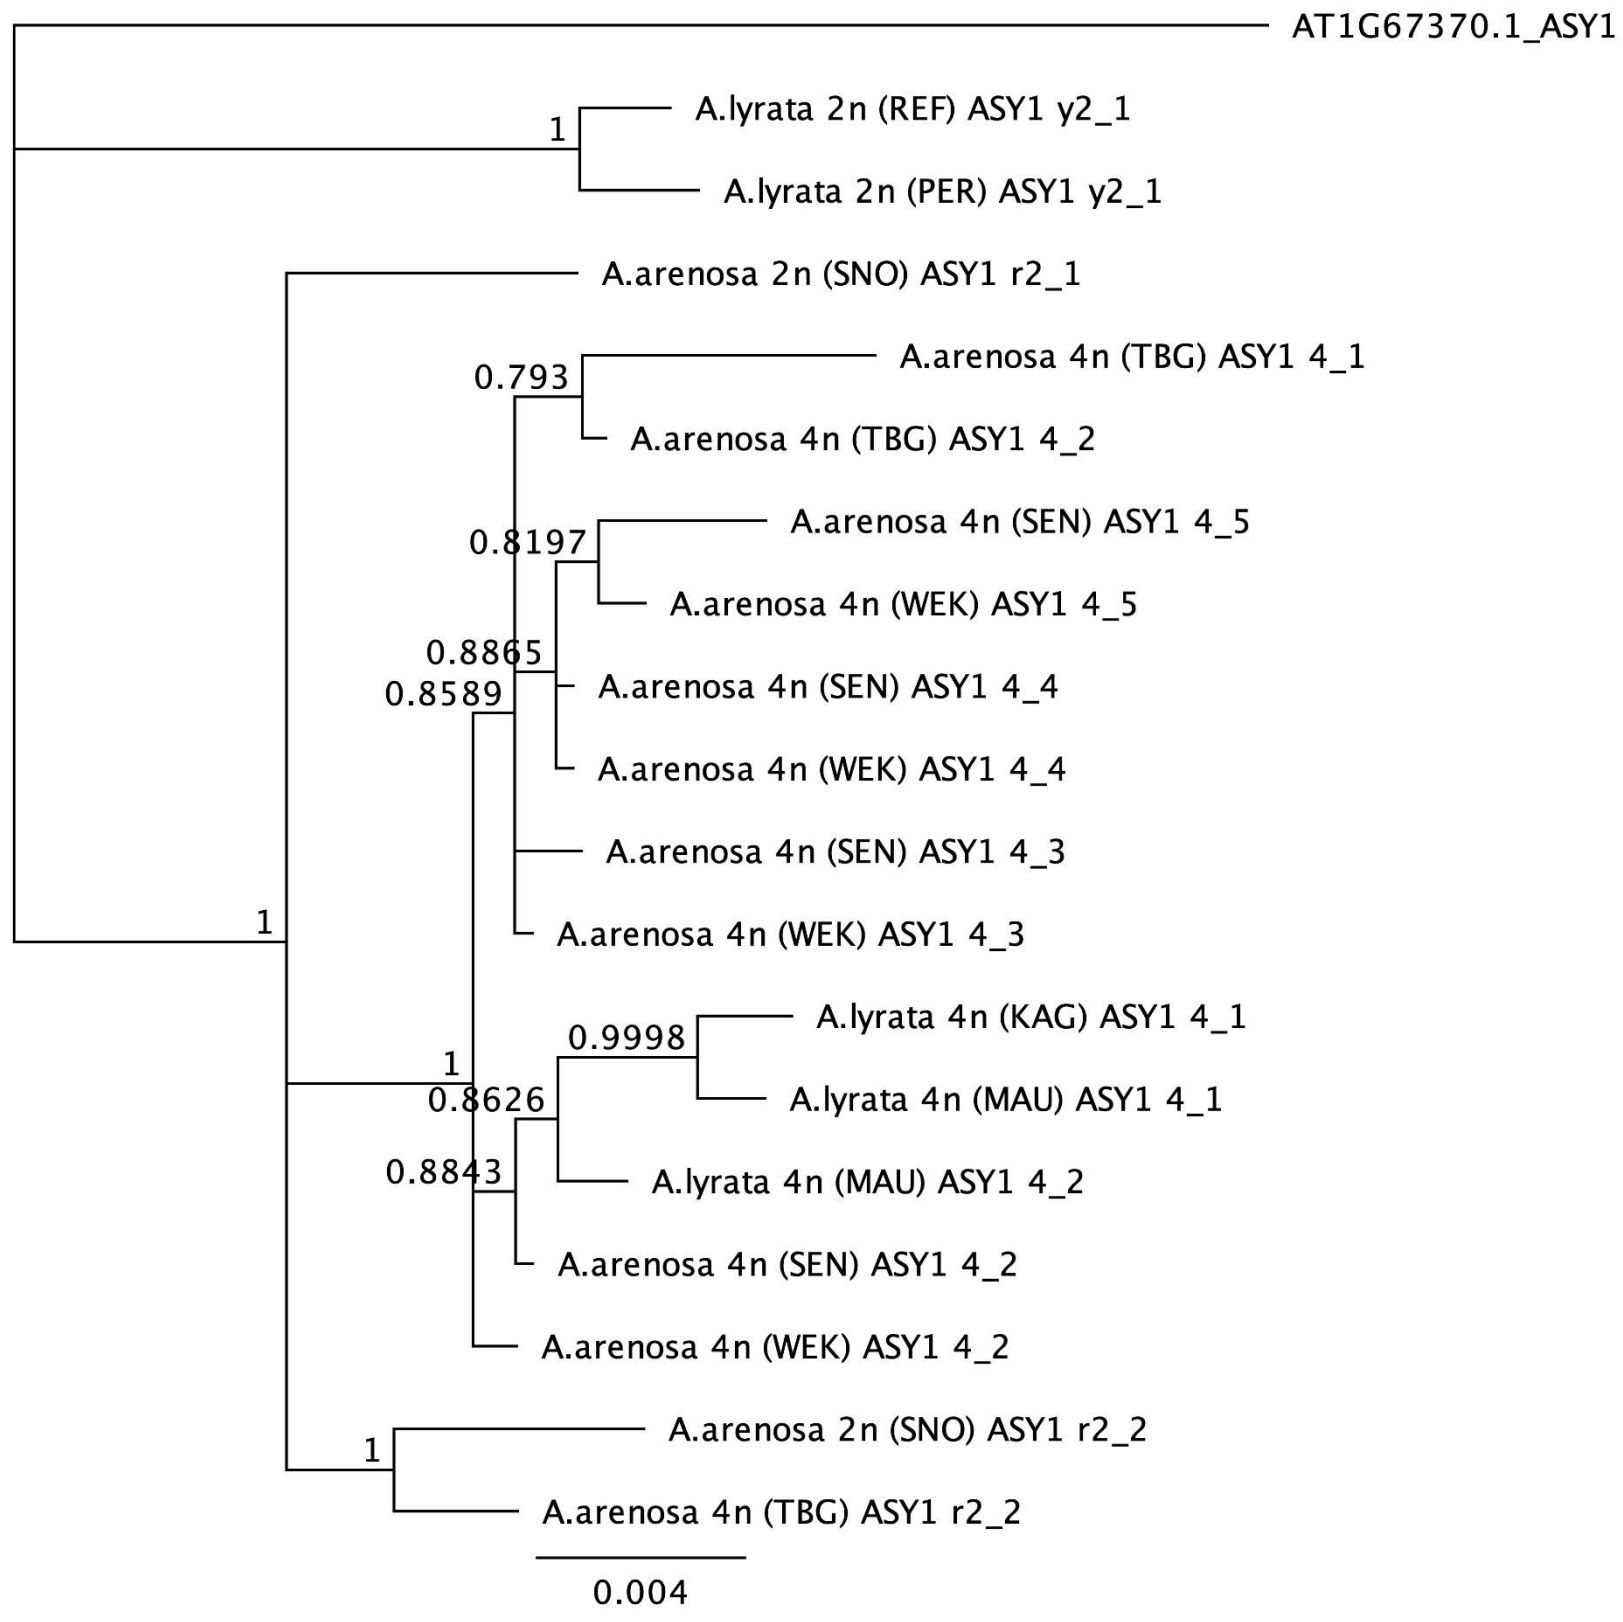 AT1G67370.1_ASY1
A.lyrata 2n (REF) ASY1 y2_1
1
A.lyrata 2n (PER) ASY1 y2_1
A.arenosa 2n (SNO) ASY1 r2_1
A.arenosa 4n (TBG) ASY1 4_1
0.793
A.arenosa 4n (TBG) ASY1 4_2
A.arenosa 4n (SEN) ASY1 4_5
0.8197
A.arenosa 4n (WEK) ASY1 4_5
0.8865
A.arenosa 4n (SEN) ASY1 4_4
0.8589
A.arenosa 4n (WEK) ASY1 4_4
A.arenosa 4n (SEN) ASY1 4_3
1
A.arenosa 4n (WEK) ASY1 4_3
A.lyrata 4n (KAG) ASY1 4_1
0.9998
1
A.lyrata 4n (MAU) ASY1 4_1
0.8626
0.8843
A.lyrata 4n (MAU) ASY1 4_2
A.arenosa 4n (SEN) ASY1 4_2
A.arenosa 4n (WEK) ASY1 4_2
A.arenosa 2n (SNO) ASY1 r2_2
1
A.arenosa 4n (TBG) ASY1 r2_2
0.004